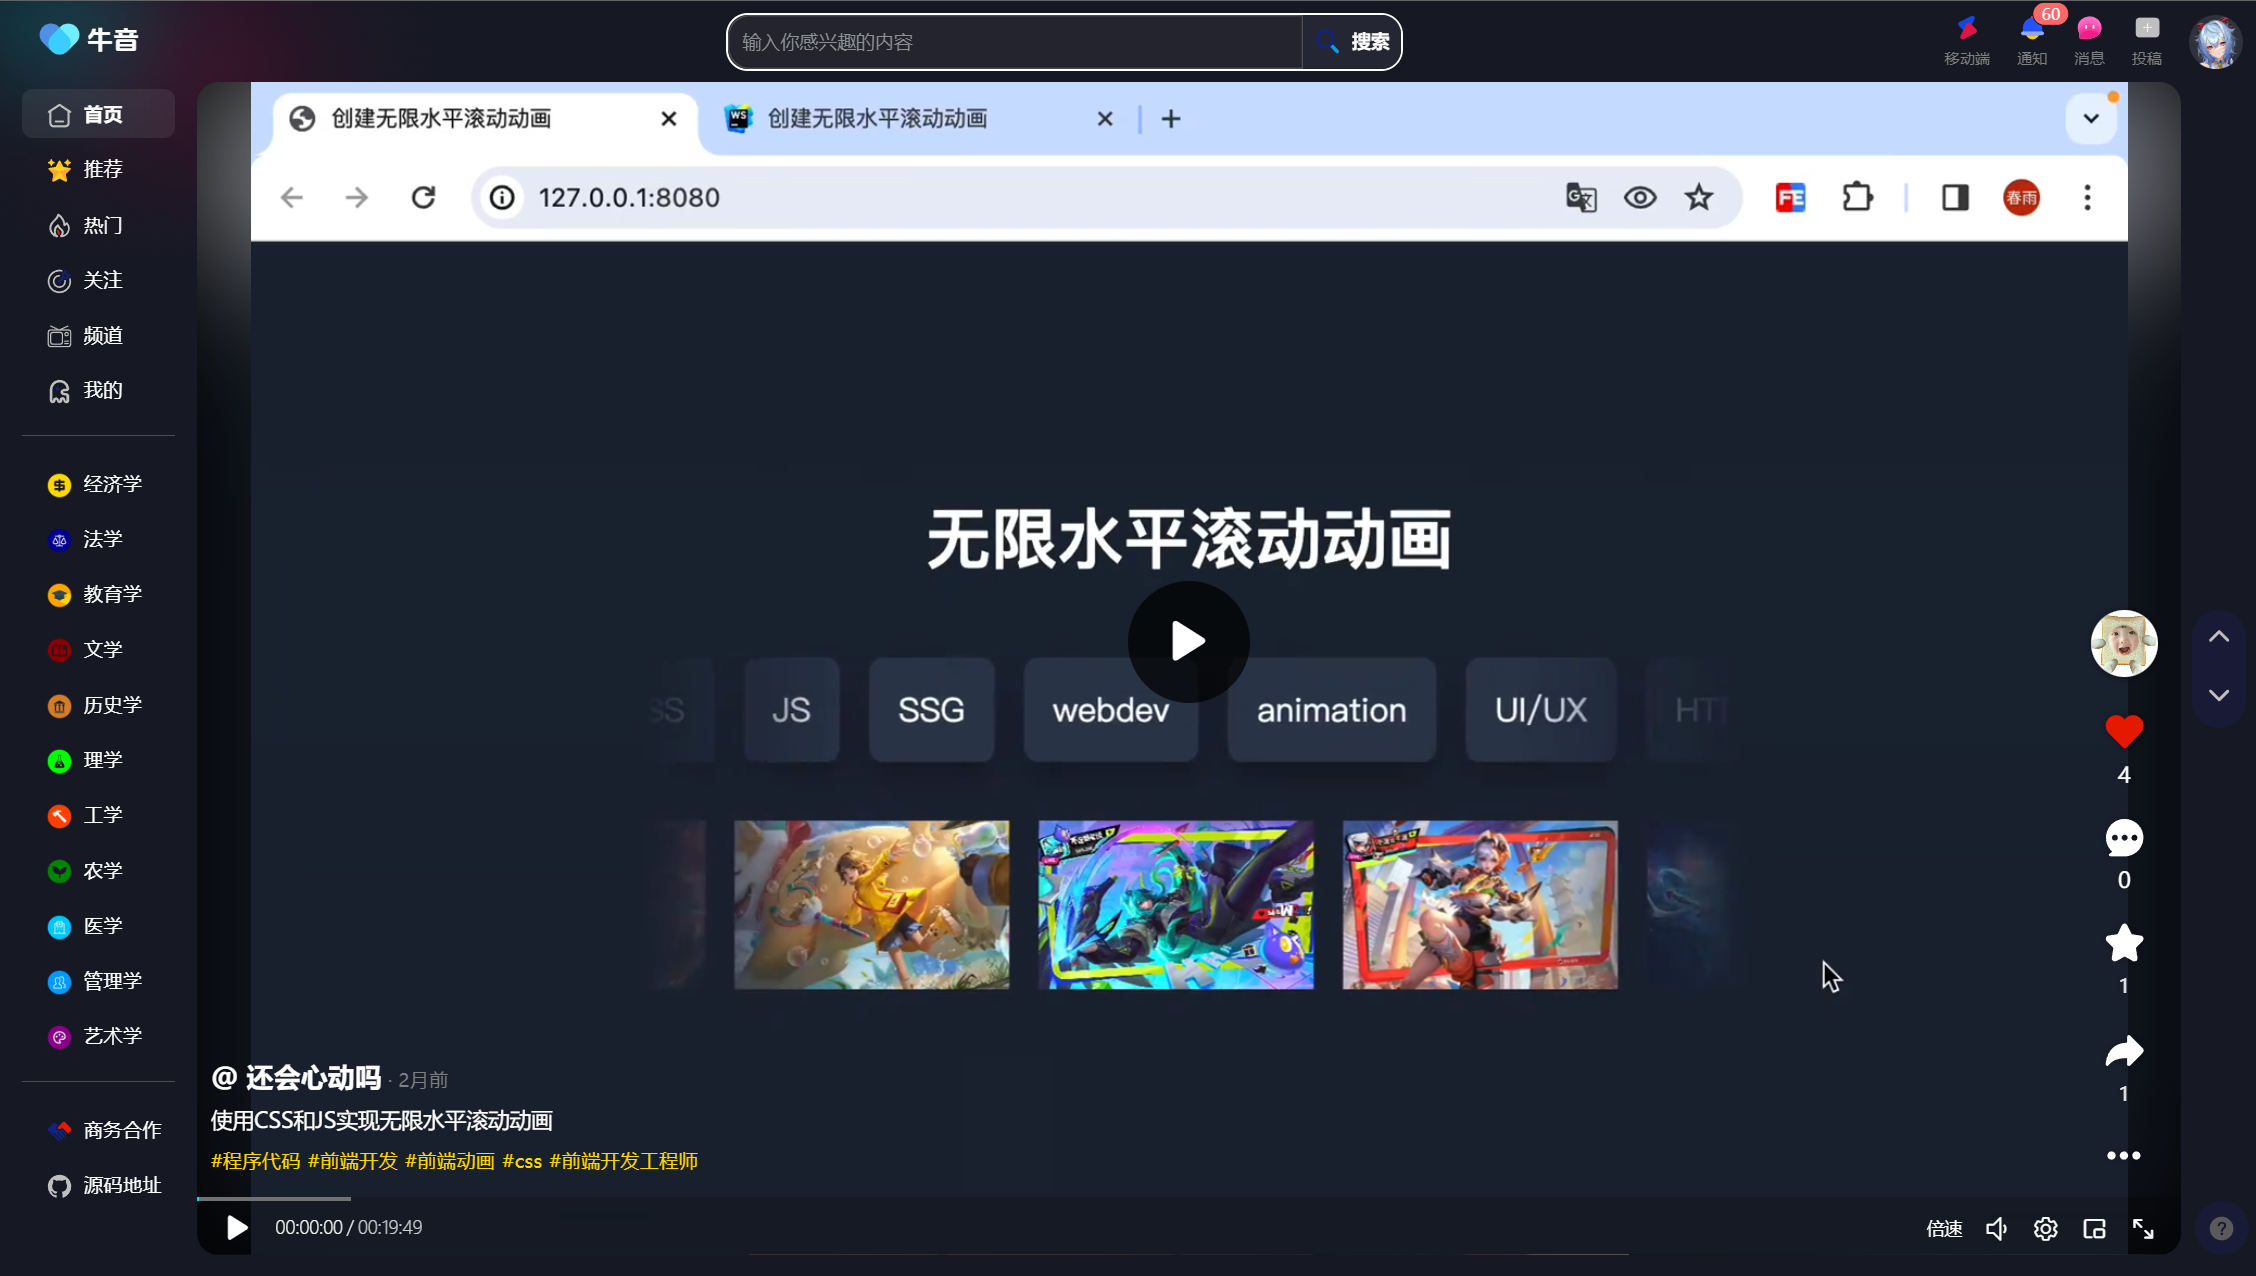 牛音
输入你感兴趣的内容
搜索
移动端
60
通知
消息
投稿
首页
推荐
热门
关注
频道
我的
经济学
法学
教育学
文学
历史学
理学
工学
农学
医学
管理学
艺术学
商务合作
源码地址
创建无限水平滚动动画
WS 创建无限水平滚动动画
127.0.0.1:8080
FE
春雨
无限水平滚动动画
JS SSG webdev animation UI/UX
4
0
1
1
@ 还会心动吗 · 2月前
使用CSS和JS实现无限水平滚动动画
#程序代码 #前端开发 #前端动画 #css #前端开发工程师
00:00:00 / 00:19:49
倍速